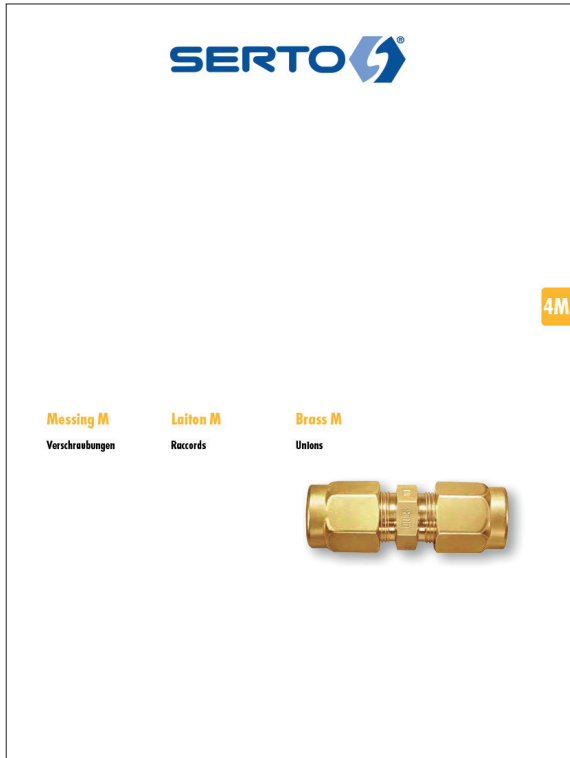 SERTO®
4M
Messing M
Laiton M
Brass M
Verschraubungen
Raccords
Unions